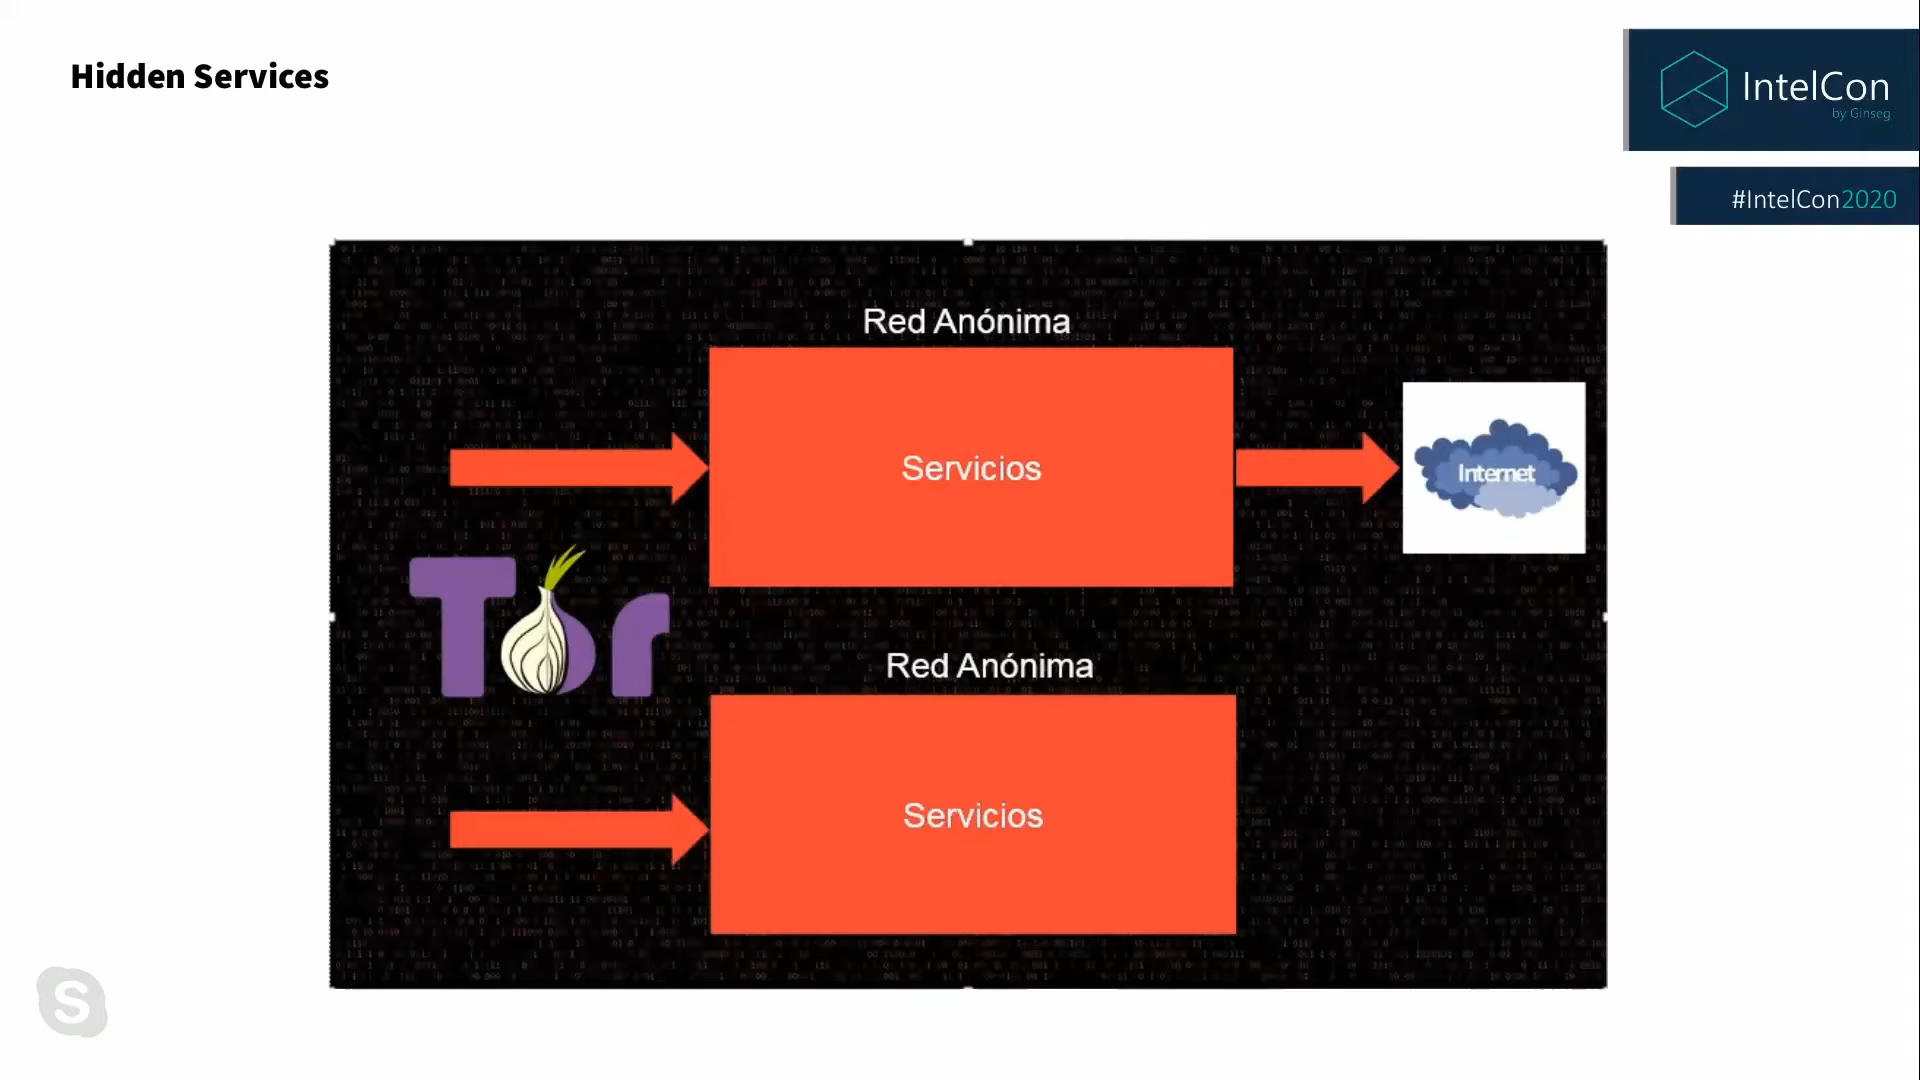 Hidden Services
IntelCon
by Ginseg
#IntelCon2020
Red Anónima
Servicios
Internet
Tor
Red Anónima
Servicios
S